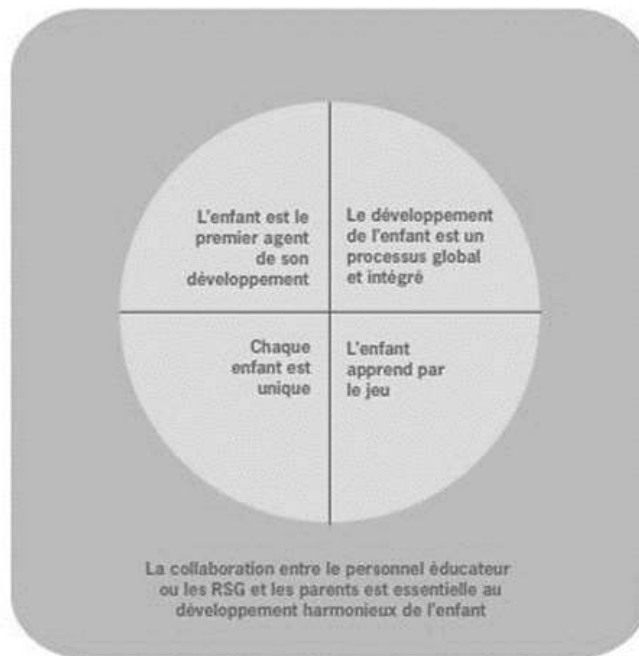 L'enfant est le
premier agent
de son
développement
Le développement
de l'enfant est un
processus global
et intégré
Chaque
enfant est
unique
L'enfant
apprend par
le jeu
La collaboration entre le personnel éducateur
ou les RSG et les parents est essentielle au
développement harmonieux de l'enfant